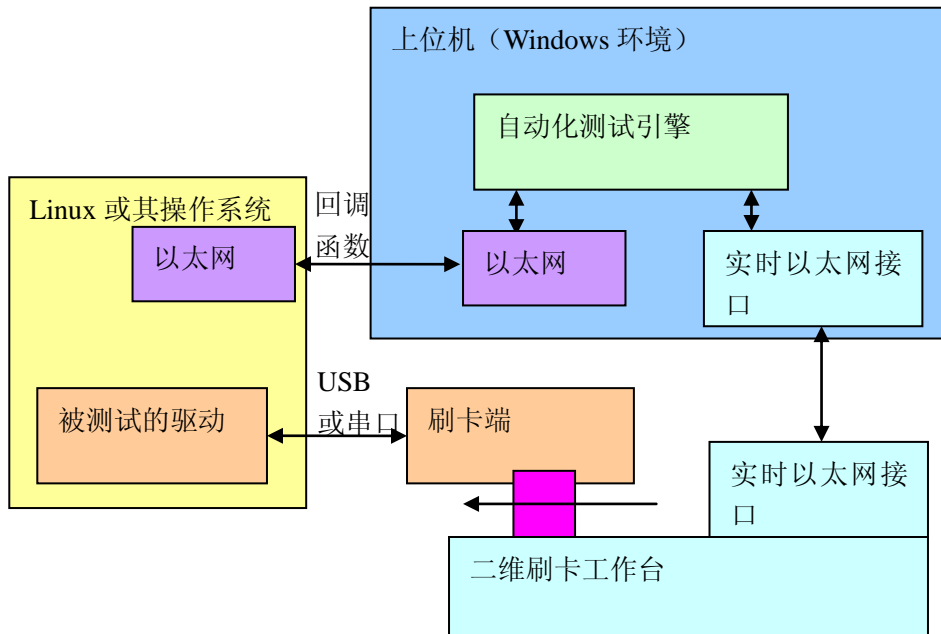 上位机（Windows 环境）
自动化测试引擎
Linux 或其操作系统
回调
函数
以太网
以太网
实时以太网接
口
USB
或串口
被测试的驱动
刷卡端
实时以太网接
口
二维刷卡工作台